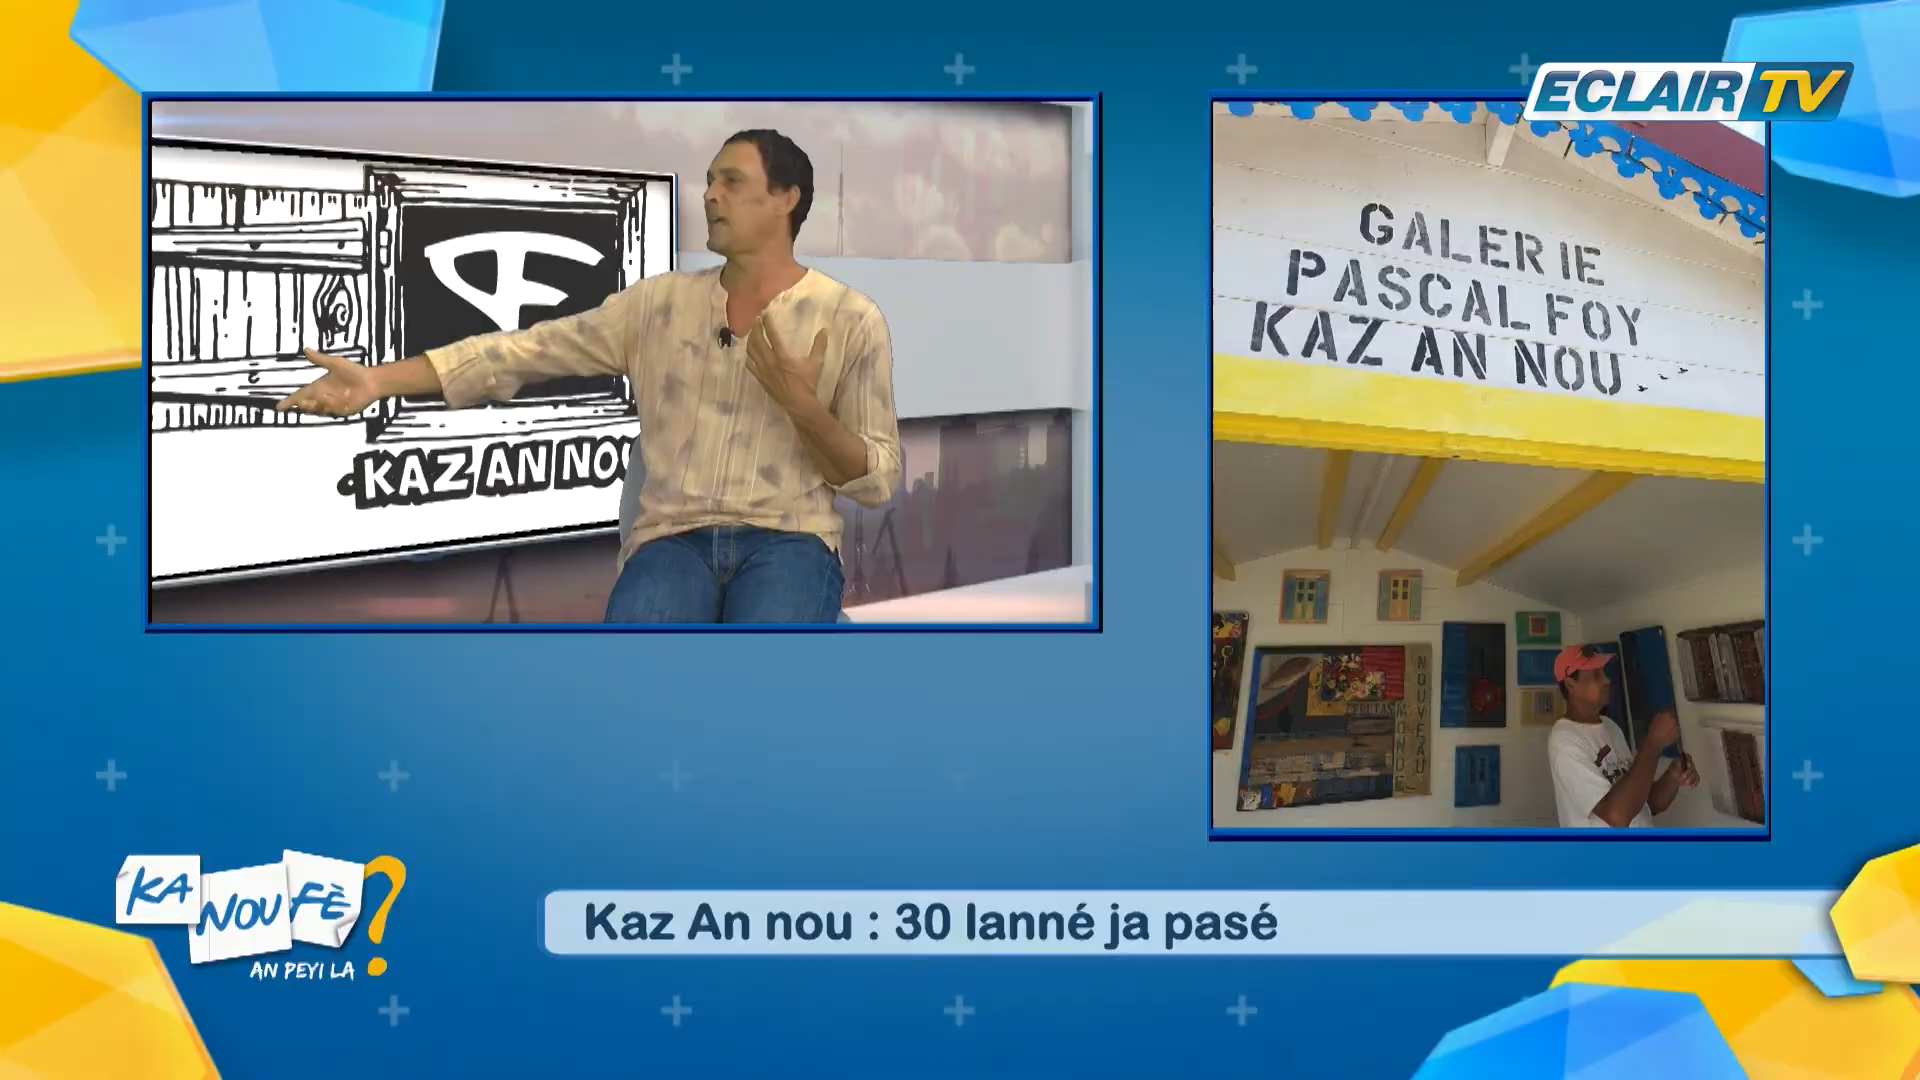 ECLAIR TV
KAZ AN NOU
GALERIE
PASCAL FOY
KAZ AN NOU
NOUVEAU
MONDE
KA NOU FÈ ?
AN PEYI LA
Kaz An nou : 30 lanné ja pasé